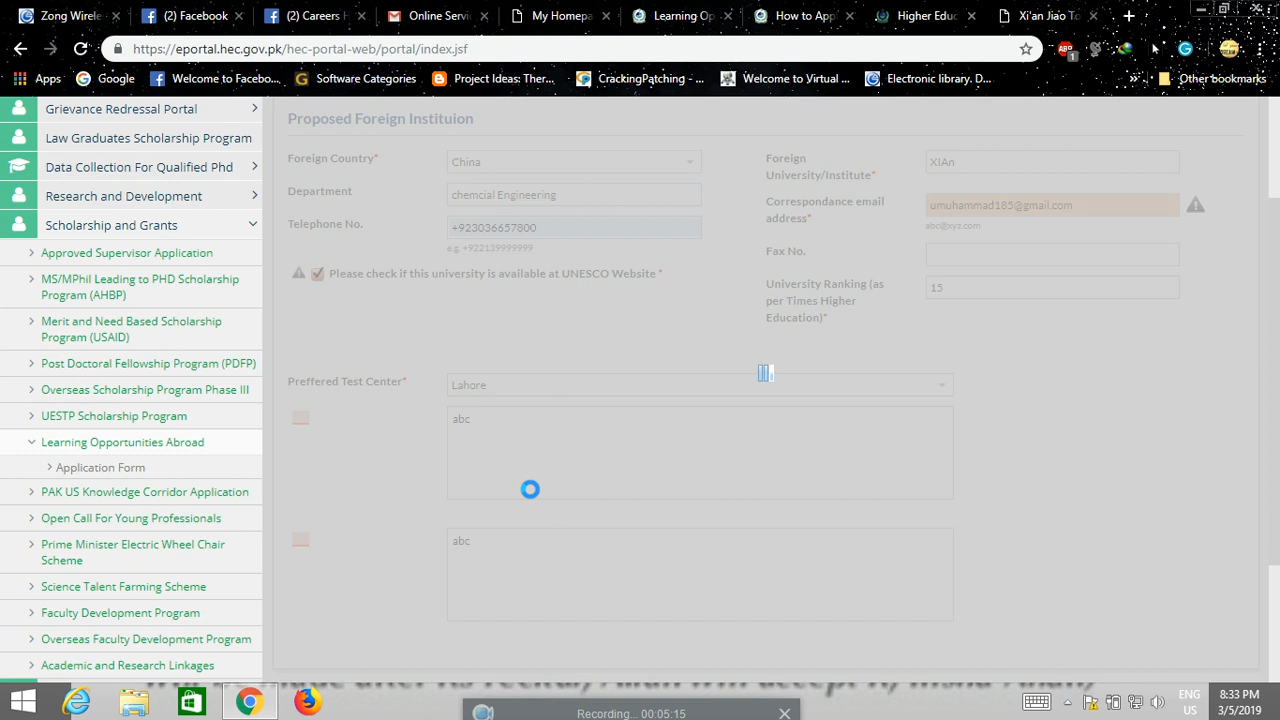 Zong Wirele
(2) Facebook
(2) Careers H
Online Servi
My Homepa
Learning Op
How to Appl
Higher Educ
Xi'an Jiao To
https://eportal.hec.gov.pk/hec-portal-web/portal/index.jsf
ABP
1
Apps
Google
Welcome to Facebo...
Software Categories
Project Ideas: Ther...
CrackingPatching - ...
Welcome to Virtual ...
Electronic library. D...
Other bookmarks
Grievance Redressal Portal
Law Graduates Scholarship Program
Data Collection For Qualified Phd
Research and Development
Scholarship and Grants
Approved Supervisor Application
MS/MPhil Leading to PHD Scholarship
Program (AHBP)
Merit and Need Based Scholarship
Program (USAID)
Post Doctoral Fellowship Program (PDFP)
Overseas Scholarship Program Phase III
UESTP Scholarship Program
Learning Opportunities Abroad
Application Form
PAK US Knowledge Corridor Application
Open Call For Young Professionals
Prime Minister Electric Wheel Chair
Scheme
Science Talent Farming Scheme
Faculty Development Program
Overseas Faculty Development Program
Academic and Research Linkages
Proposed Foreign Instituion
Foreign Country*
China
Department
chemcial Engineering
Telephone No.
+923036657800
e.g. +922139999999
Please check if this university is available at UNESCO Website *
Foreign
University/Institute*
XIAn
Correspondance email
address*
umuhammad185@gmail.com
abc@xyz.com
Fax No.
University Ranking (as
per Times Higher
Education)*
15
Preffered Test Center*
Lahore
abc
abc
Recording... 00:05:15
ENG
US
8:33 PM
3/5/2019